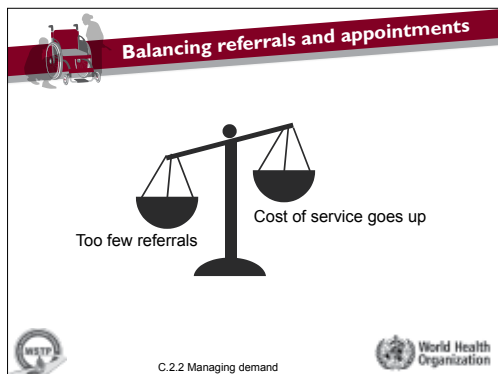 Balancing referrals and appointments
Too few referrals
Cost of service goes up
WSTP
C.2.2 Managing demand
World Health
Organization